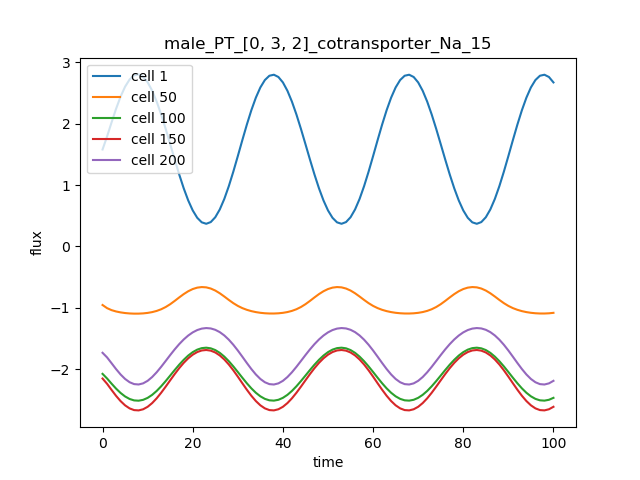 male_PT_[0, 3, 2]_cotransporter_Na_15
cell 1
cell 50
cell 100
cell 150
cell 200
3
2
1
0
−1
−2
flux
0
20
40
60
80
100
time